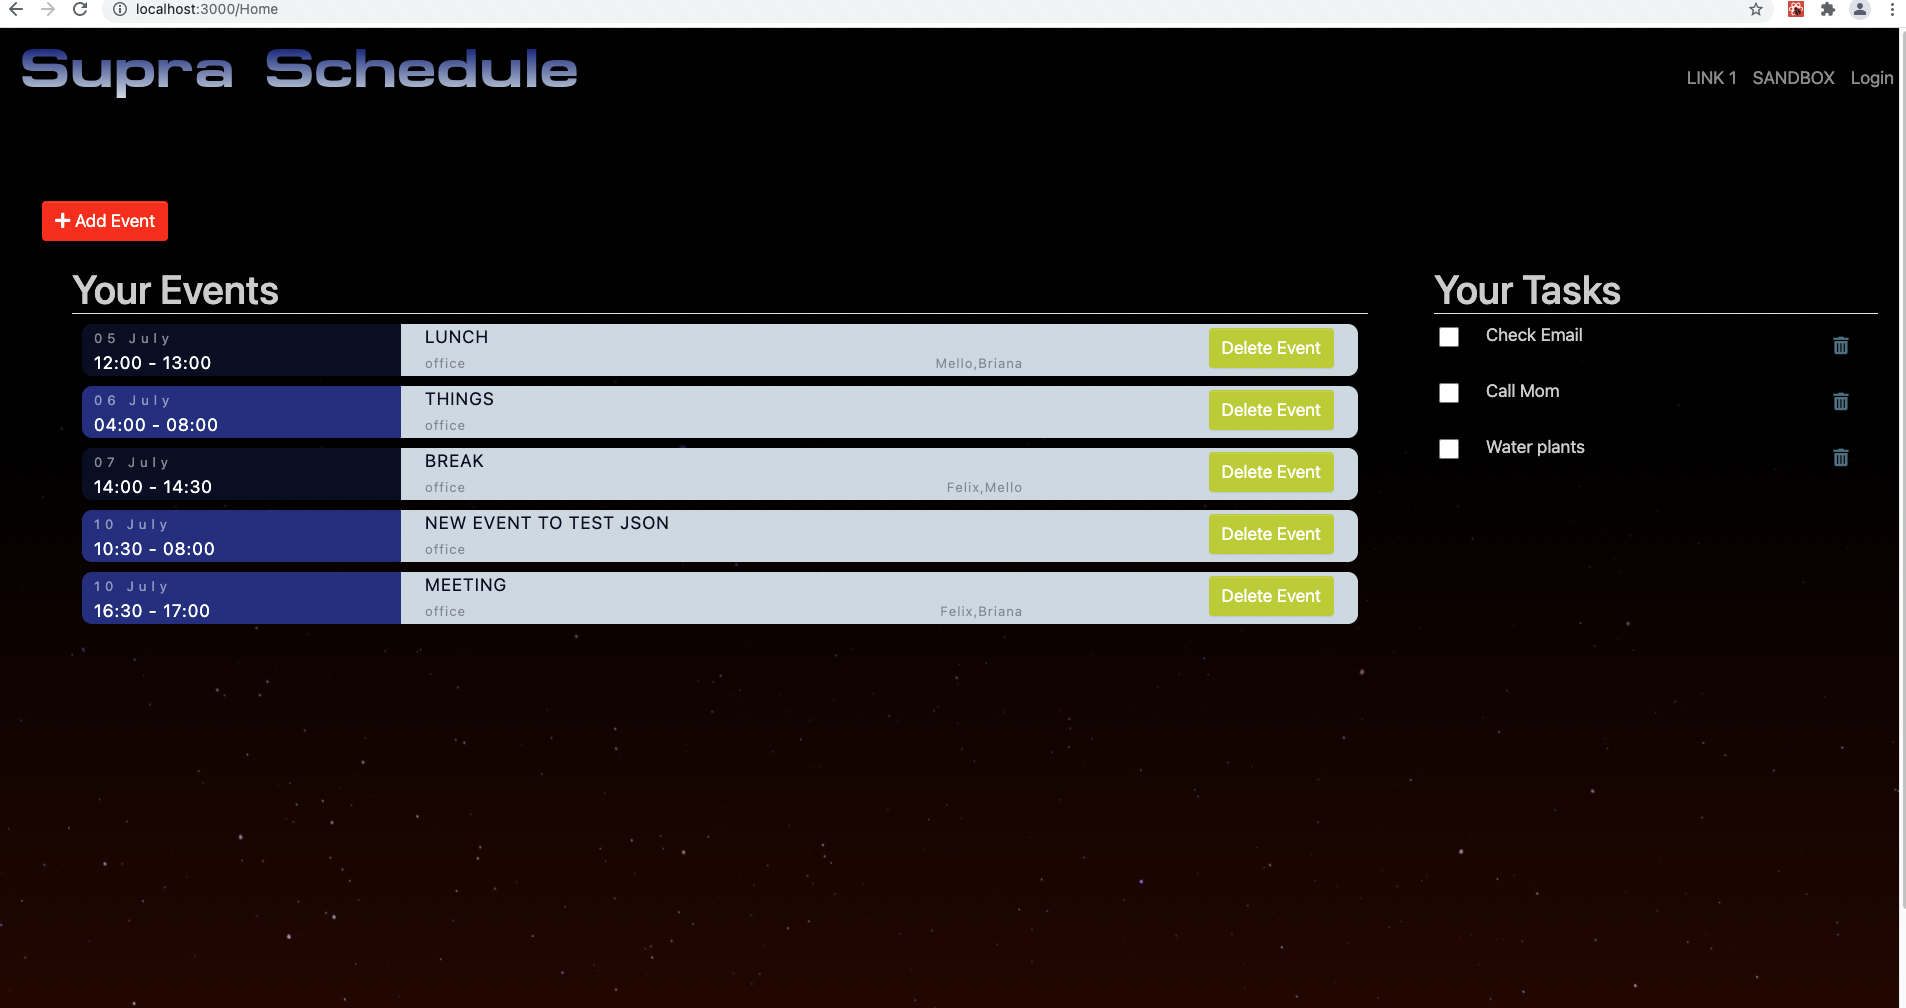 localhost:3000/Home
Supra Schedule
LINK 1 SANDBOX Login
Add Event
Your Events
05 July
12:00 - 13:00
LUNCH
office
Mello,Briana
Delete Event
06 July
04:00 - 08:00
THINGS
office
Delete Event
07 July
14:00 - 14:30
BREAK
office
Felix,Mello
Delete Event
10 July
10:30 - 08:00
NEW EVENT TO TEST JSON
office
Delete Event
10 July
16:30 - 17:00
MEETING
office
Felix,Briana
Delete Event
Your Tasks
Check Email
Call Mom
Water plants